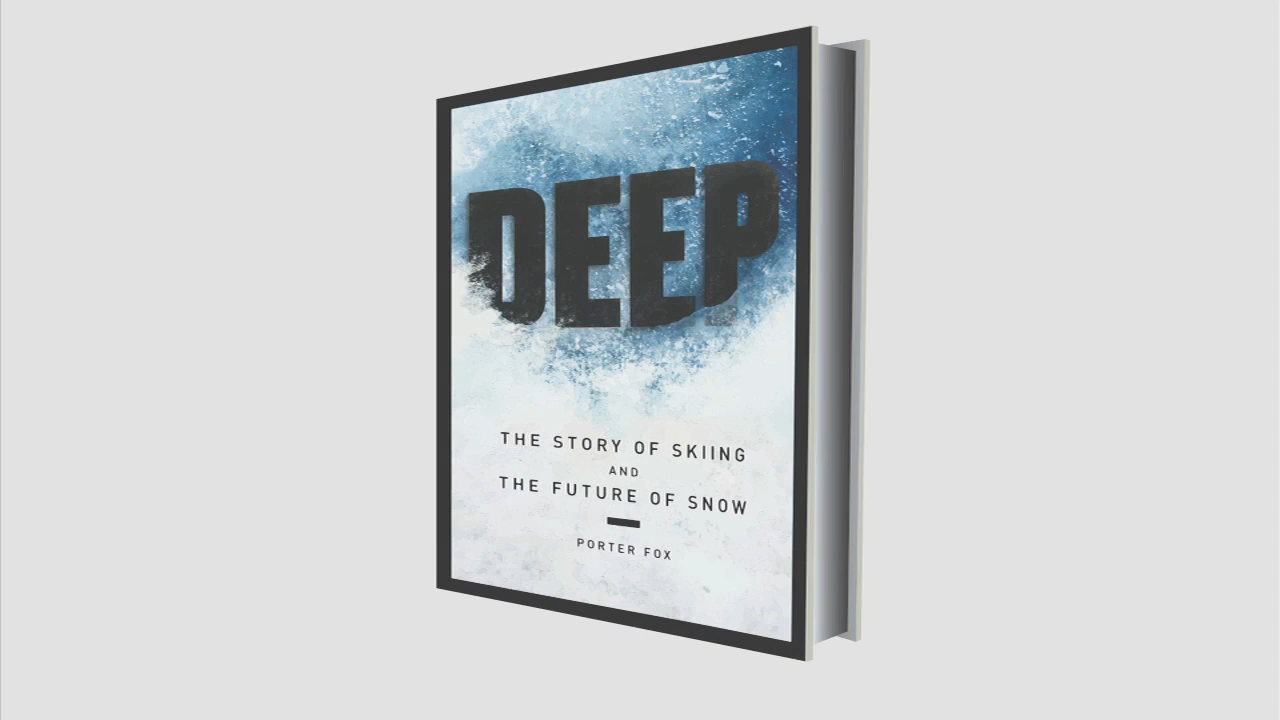 DEEP
THE STORY OF SKIING
AND
THE FUTURE OF SNOW
PORTER FOX